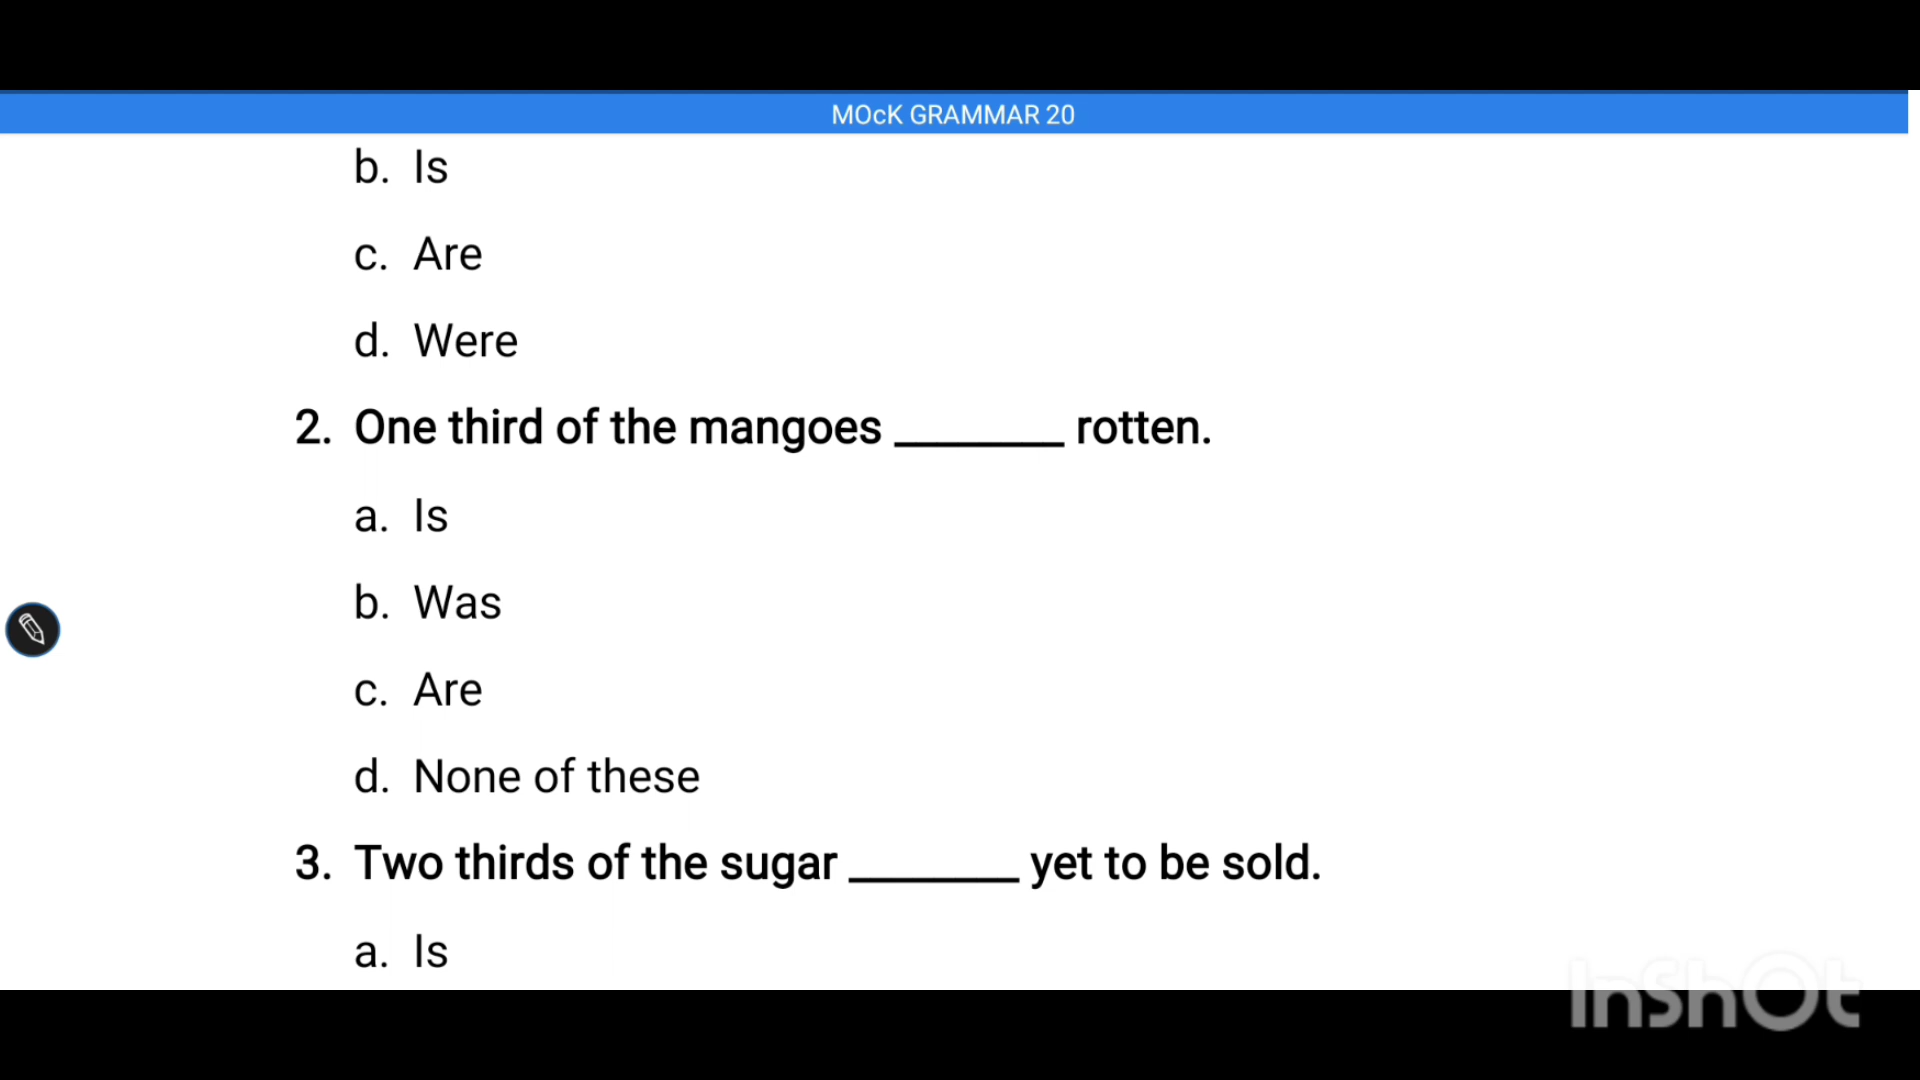 MOcK GRAMMAR 20
b. Is
c. Are
d. Were
2. One third of the mangoes ________ rotten.
a. Is
b. Was
c. Are
d. None of these
3. Two thirds of the sugar ________ yet to be sold.
a. Is
InShOt